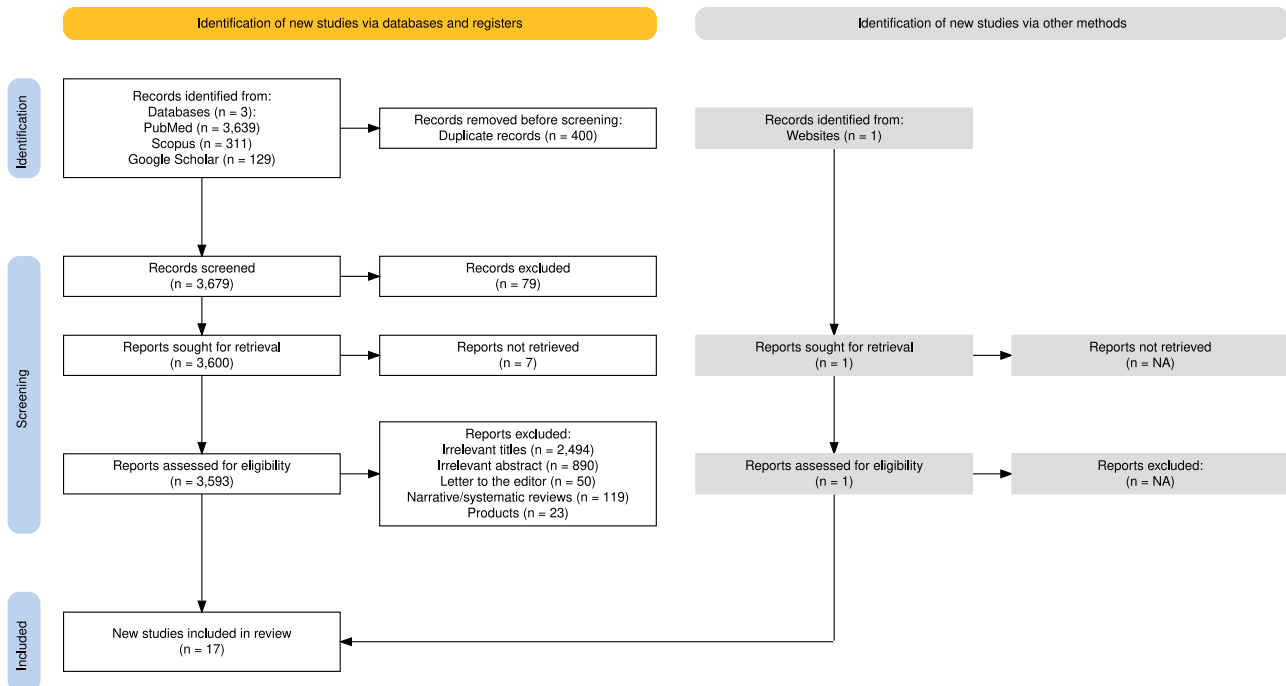 Identification of new studies via databases and registers
Identification of new studies via other methods
Identification
Records identified from:
Databases (n = 3):
PubMed (n = 3,639)
Scopus (n = 311)
Google Scholar (n = 129)
Records removed before screening:
Duplicate records (n = 400)
Records identified from:
Websites (n = 1)
Screening
Records screened
(n = 3,679)
Records excluded
(n = 79)
Reports sought for retrieval
(n = 3,600)
Reports not retrieved
(n = 7)
Reports sought for retrieval
(n = 1)
Reports not retrieved
(n = NA)
Reports assessed for eligibility
(n = 3,593)
Reports excluded:
Irrelevant titles (n = 2,494)
Irrelevant abstract (n = 890)
Letter to the editor (n = 50)
Narrative/systematic reviews (n = 119)
Products (n = 23)
Reports assessed for eligibility
(n = 1)
Reports excluded:
(n = NA)
Included
New studies included in review
(n = 17)